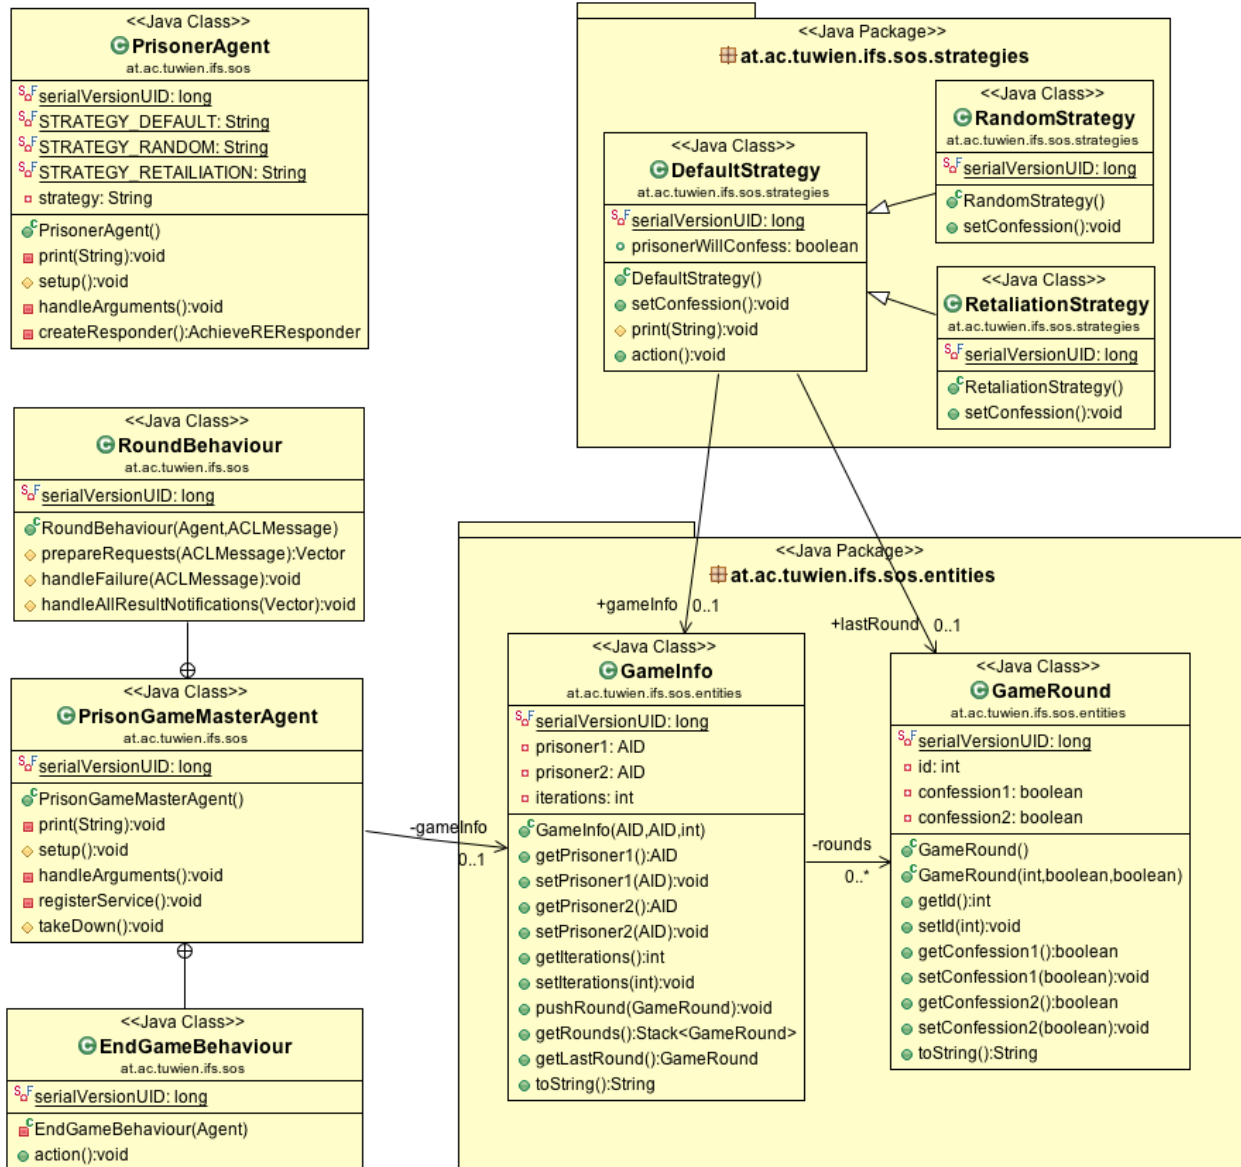 <<Java Class>>
PrisonerAgent
at.ac.tuwien.ifs.sos
serialVersionUID: long
STRATEGY_DEFAULT: String
STRATEGY_RANDOM: String
STRATEGY_RETAILIATION: String
strategy: String
PrisonerAgent()
print(String):void
setup():void
handleArguments():void
createResponder():AchieveREResponder
<<Java Package>>
at.ac.tuwien.ifs.sos.strategies
<<Java Class>>
DefaultStrategy
at.ac.tuwien.ifs.sos.strategies
serialVersionUID: long
prisonerWillConfess: boolean
DefaultStrategy()
setConfession():void
print(String):void
action():void
<<Java Class>>
RandomStrategy
at.ac.tuwien.ifs.sos.strategies
serialVersionUID: long
RandomStrategy()
setConfession():void
<<Java Class>>
RetaliationStrategy
at.ac.tuwien.ifs.sos.strategies
serialVersionUID: long
RetaliationStrategy()
setConfession():void
<<Java Class>>
RoundBehaviour
at.ac.tuwien.ifs.sos
serialVersionUID: long
RoundBehaviour(Agent,ACLMessage)
prepareRequests(ACLMessage):Vector
handleFailure(ACLMessage):void
handleAllResultNotifications(Vector):void
<<Java Class>>
PrisonGameMasterAgent
at.ac.tuwien.ifs.sos
serialVersionUID: long
PrisonGameMasterAgent()
print(String):void
setup():void
handleArguments():void
registerService():void
takeDown():void
<<Java Class>>
EndGameBehaviour
at.ac.tuwien.ifs.sos
serialVersionUID: long
EndGameBehaviour(Agent)
action():void
-gameInfo
0..1
<<Java Package>>
at.ac.tuwien.ifs.sos.entities
+gameInfo 0..1
+lastRound 0..1
<<Java Class>>
GameInfo
at.ac.tuwien.ifs.sos.entities
serialVersionUID: long
prisoner1: AID
prisoner2: AID
iterations: int
GameInfo(AID,AID,int)
getPrisoner1():AID
setPrisoner1(AID):void
getPrisoner2():AID
setPrisoner2(AID):void
getIterations():int
setIterations(int):void
pushRound(GameRound):void
getRounds():Stack<GameRound>
getLastRound():GameRound
toString():String
-rounds
0..*
<<Java Class>>
GameRound
at.ac.tuwien.ifs.sos.entities
serialVersionUID: long
id: int
confession1: boolean
confession2: boolean
GameRound()
GameRound(int,boolean,boolean)
getId():int
setId(int):void
getConfession1():boolean
setConfession1(boolean):void
getConfession2():boolean
setConfession2(boolean):void
toString():String